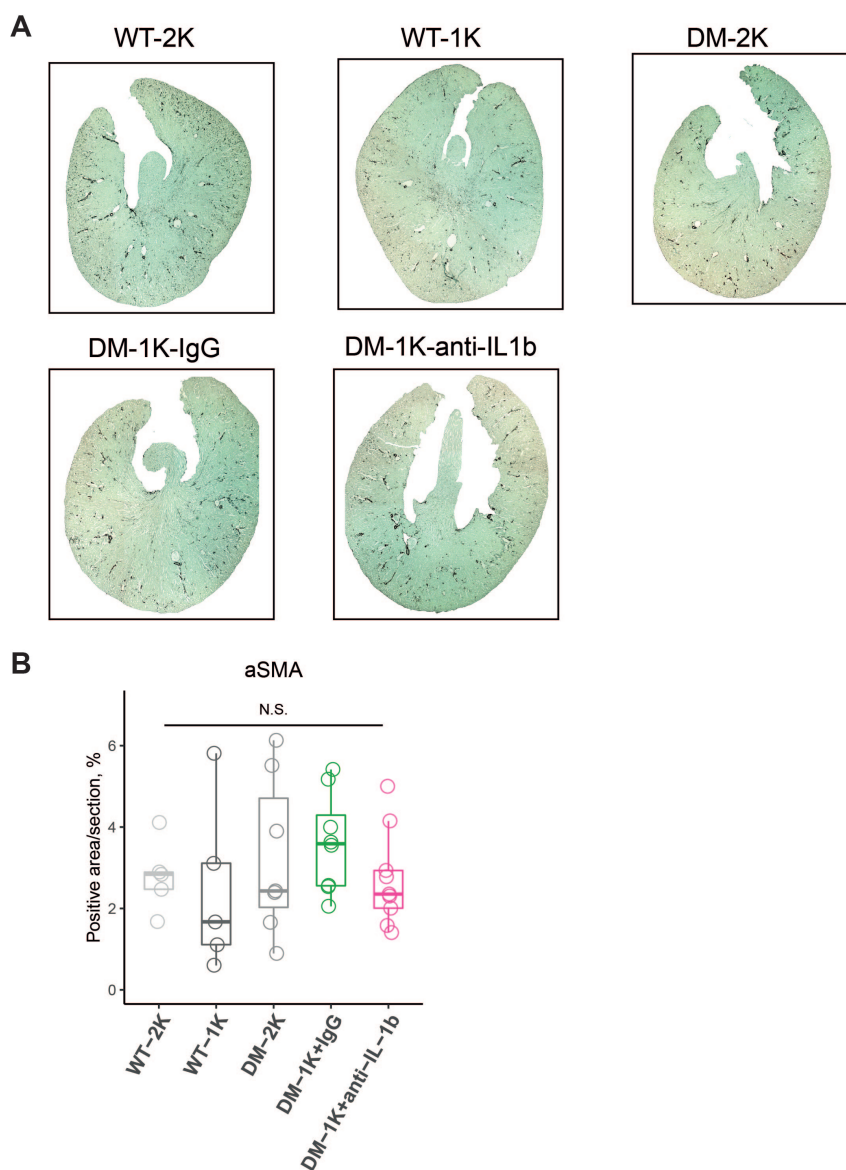 A
WT-2K
WT-1K
DM-2K
DM-1K-IgG
DM-1K-anti-IL1b
B
aSMA
N.S.
Positive area/section, %
6
4
2
0
WT−2K
WT−1K
DM−2K
DM−1K+IgG
DM−1K+anti−IL−1b